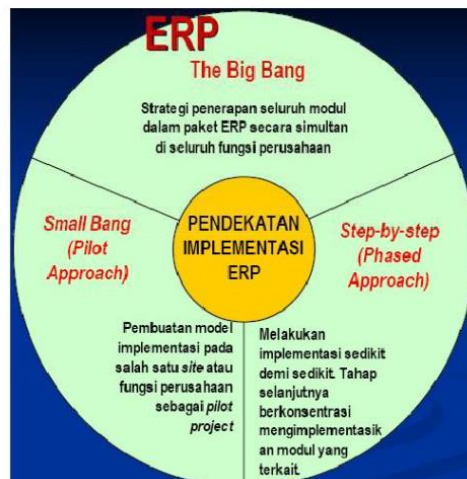 ERP
The Big Bang
Strategi penerapan seluruh modul
dalam paket ERP secara simultan
di seluruh fungsi perusahaan
Small Bang
(Pilot
Approach)
PENDEKATAN
IMPLEMENTASI
ERP
Step-by-step
(Phased
Approach)
Pembuatan model
implementasi pada
salah satu site atau
fungsi perusahaan
sebagai pilot
project
Melakukan
implementasi sedikit
demi sedikit. Tahap
selanjutnya
berkonsentrasi
mengimplementasik
an modul yang
terkait.